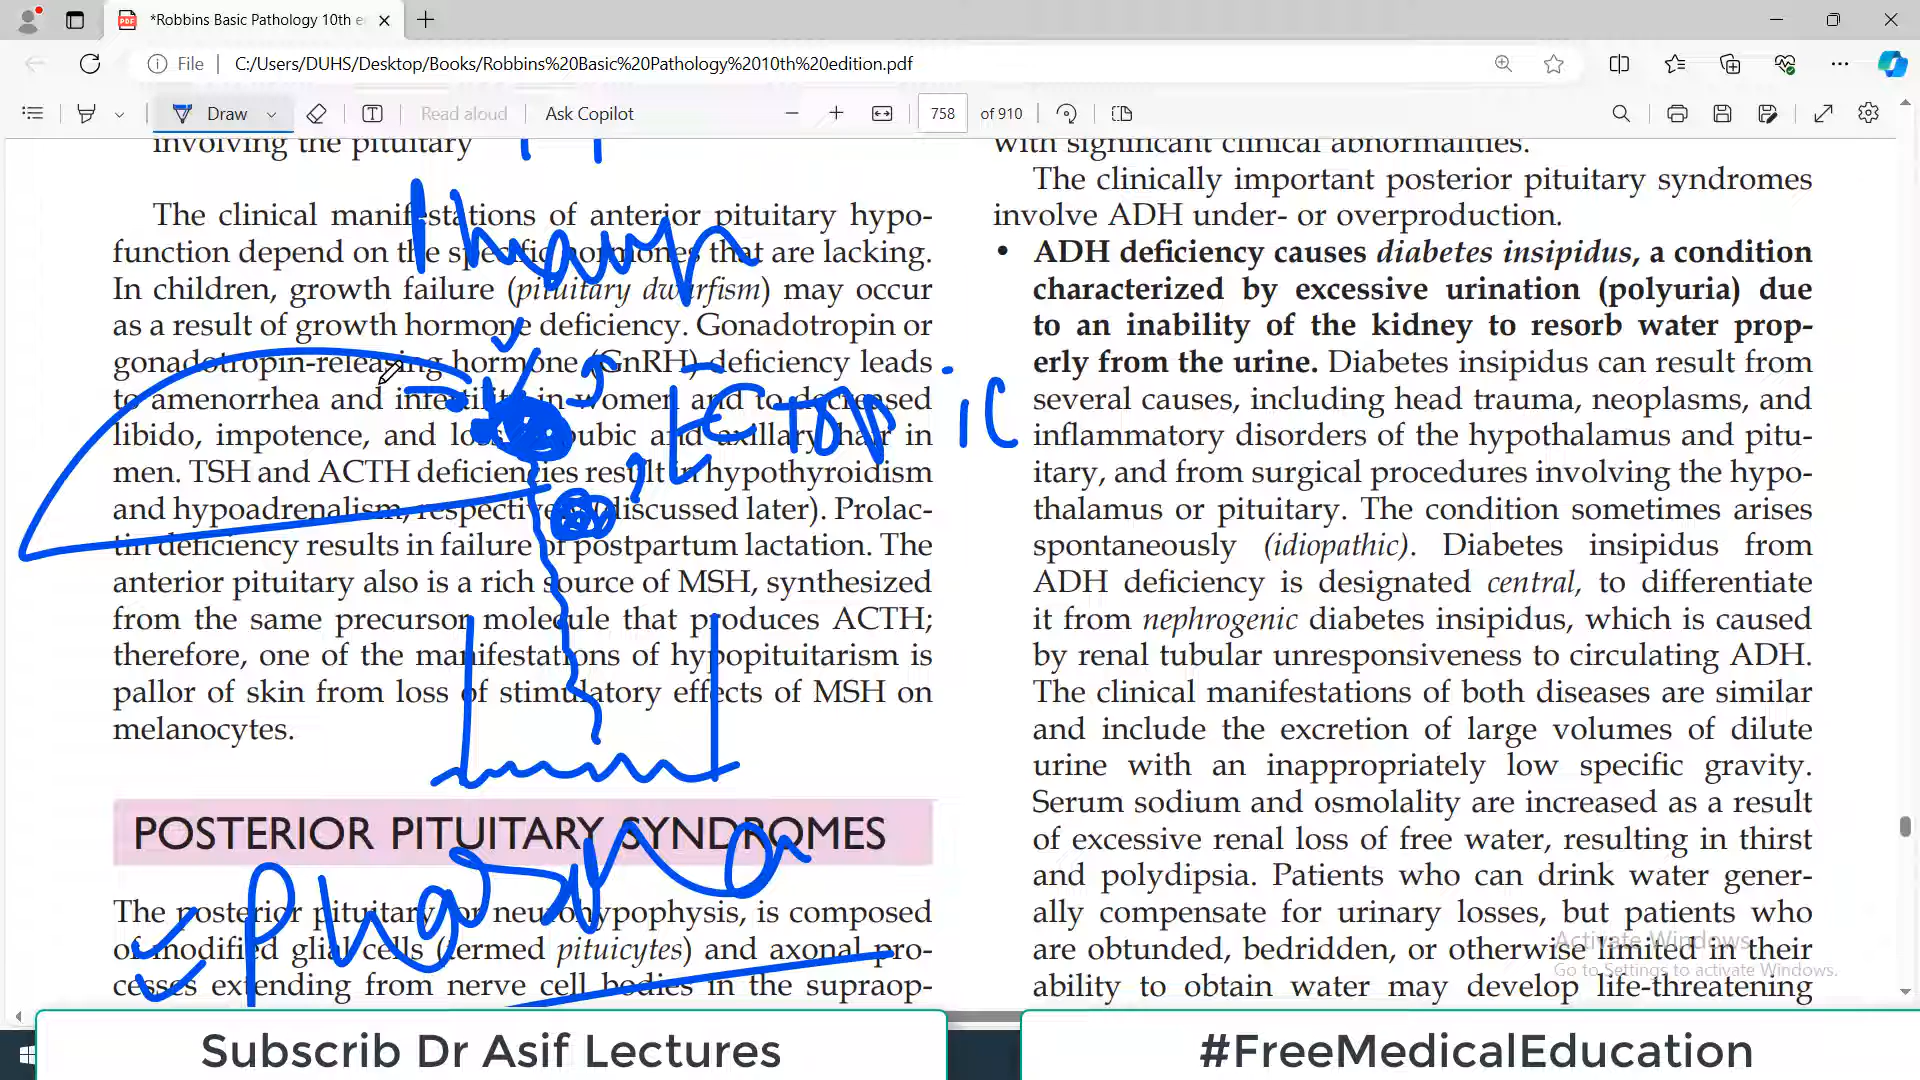 *Robbins Basic Pathology 10th e
File
C:/Users/DUHS/Desktop/Books/Robbins%20Basic%20Pathology%2010th%20edition.pdf
Draw
Read aloud
Ask Copilot
758
of 910
involving the pituitary
The clinical manifestations of anterior pituitary hypo-
function depend on the specific hormones that are lacking.
In children, growth failure (pituitary dwarfism) may occur
as a result of growth hormone deficiency. Gonadotropin or
gonadotropin-releasing hormone (GnRH) deficiency leads
to amenorrhea and infertility in women and to decreased
libido, impotence, and loss of pubic and axillary hair in
men. TSH and ACTH deficiencies result in hypothyroidism
and hypoadrenalism, respectively (discussed later). Prolac-
tin deficiency results in failure of postpartum lactation. The
anterior pituitary also is a rich source of MSH, synthesized
from the same precursor molecule that produces ACTH;
therefore, one of the manifestations of hypopituitarism is
pallor of skin from loss of stimulatory effects of MSH on
melanocytes.
POSTERIOR PITUITARY SYNDROMES
The posterior pituitary, or neurohypophysis, is composed
of modified glial cells (termed pituicytes) and axonal pro-
cesses extending from nerve cell bodies in the supraop-
with significant clinical abnormalities.
The clinically important posterior pituitary syndromes
involve ADH under- or overproduction.
• ADH deficiency causes diabetes insipidus, a condition
characterized by excessive urination (polyuria) due
to an inability of the kidney to resorb water prop-
erly from the urine. Diabetes insipidus can result from
several causes, including head trauma, neoplasms, and
inflammatory disorders of the hypothalamus and pitu-
itary, and from surgical procedures involving the hypo-
thalamus or pituitary. The condition sometimes arises
spontaneously (idiopathic). Diabetes insipidus from
ADH deficiency is designated central, to differentiate
it from nephrogenic diabetes insipidus, which is caused
by renal tubular unresponsiveness to circulating ADH.
The clinical manifestations of both diseases are similar
and include the excretion of large volumes of dilute
urine with an inappropriately low specific gravity.
Serum sodium and osmolality are increased as a result
of excessive renal loss of free water, resulting in thirst
and polydipsia. Patients who can drink water gener-
ally compensate for urinary losses, but patients who
are obtunded, bedridden, or otherwise limited in their
ability to obtain water may develop life-threatening
ECTOPIC
Activate Windows
Go to Settings to activate Windows.
Subscrib Dr Asif Lectures
#FreeMedicalEducation